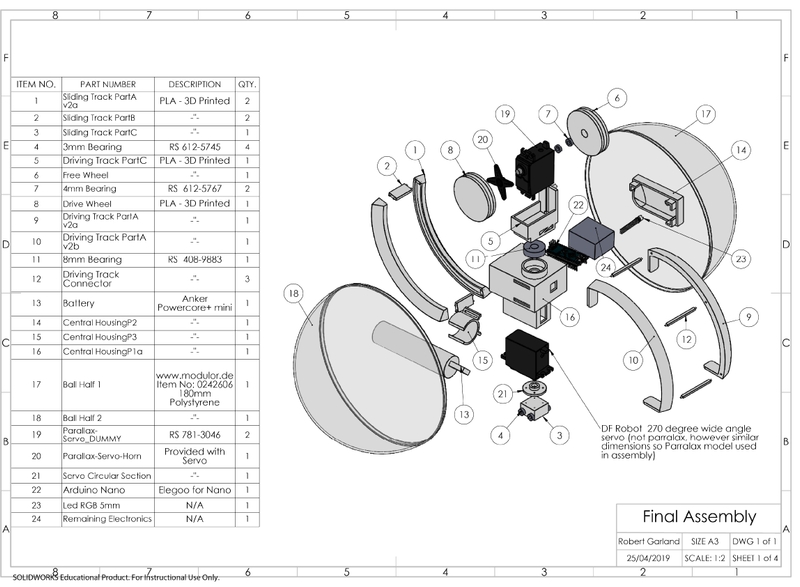 8 7 6 5 4 3 2 1
F
E
D
C
B
A
ITEM NO. PART NUMBER DESCRIPTION QTY.
1 Sliding Track PartA v2a PLA - 3D Printed 2
2 Sliding Track PartB -"- 2
3 Sliding Track PartC -"- 1
4 3mm Bearing RS 612-5745 4
5 Driving Track PartC PLA - 3D Printed 1
6 Free Wheel -"- 1
7 4mm Bearing RS 612-5767 2
8 Drive Wheel PLA - 3D Printed 1
9 Driving Track PartA v2a -"- 1
10 Driving Track PartA v2b -"- 1
11 8mm Bearing RS 408-9883 1
12 Driving Track Connector -"- 3
13 Battery Anker Powercore+ mini 1
14 Central HousingP2 -"- 1
15 Central HousingP3 -"- 1
16 Central HousingP1a -"- 1
17 Ball Half 1 www.modulor.de Item No: 0242606 180mm Polystyrene 1
18 Ball Half 2 -"- 1
19 Parallax-Servo_DUMMY RS 781-3046 2
20 Parallax-Servo-Horn Provided with Servo 1
21 Servo Circular Section -"- 1
22 Arduino Nano Elegoo for Nano 1
23 Led RGB 5mm N/A 1
24 Remaining Electronics N/A 1
6
17
19
7
20
1
8
14
2
22
5
11
24
23
18
16
9
12
10
15
21
13
4
3
DF Robot 270 degree wide angle
servo (not parralax, however similar
dimensions so Parralax model used
in assembly)
Final Assembly
Robert Garland SIZE A3 DWG 1 of 1
25/04/2019 SCALE: 1:2 SHEET 1 of 4
F
E
D
C
B
A
8 7 6 5 4 3 2 1
SOLIDWORKS Educational Product. For Instructional Use Only.